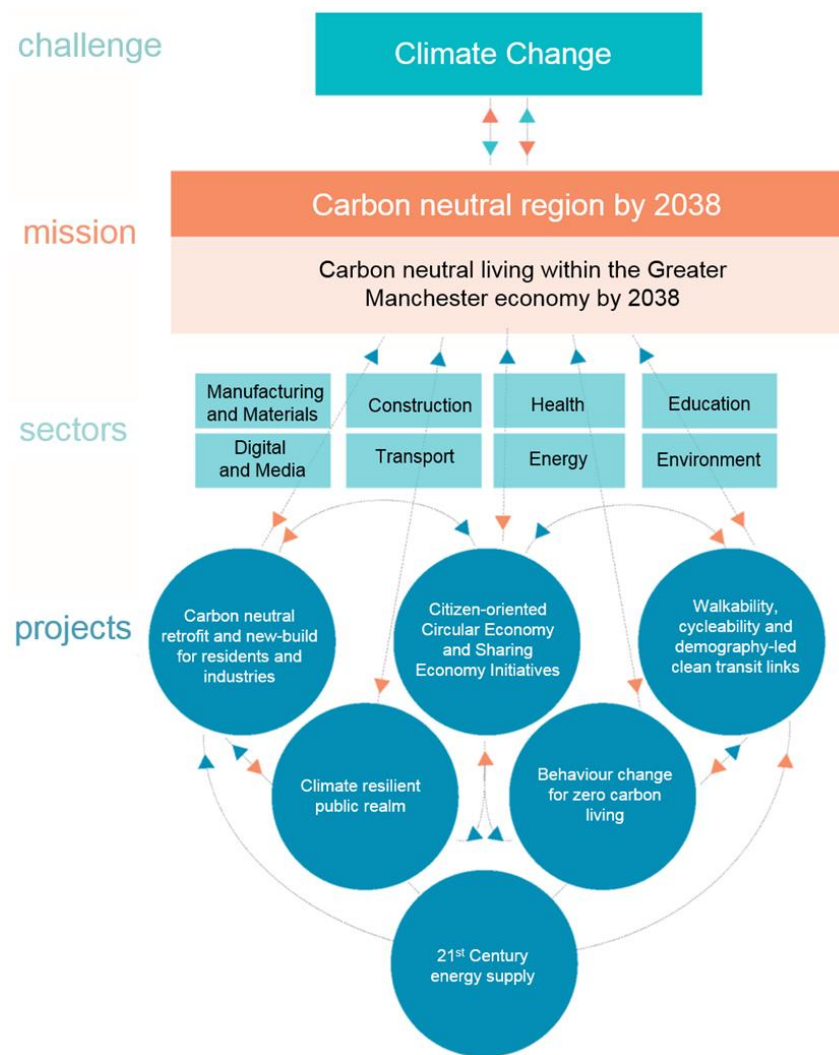 challenge
Climate Change
mission
Carbon neutral region by 2038
Carbon neutral living within the Greater
Manchester economy by 2038
sectors
Manufacturing
and Materials
Construction
Health
Education
Digital
and Media
Transport
Energy
Environment
projects
Carbon neutral
retrofit and new-build
for residents and
industries
Citizen-oriented
Circular Economy
and Sharing
Economy Initiatives
Walkability,
cycleability and
demography-led
clean transit links
Climate resilient
public realm
Behaviour change
for zero carbon
living
21st Century
energy supply